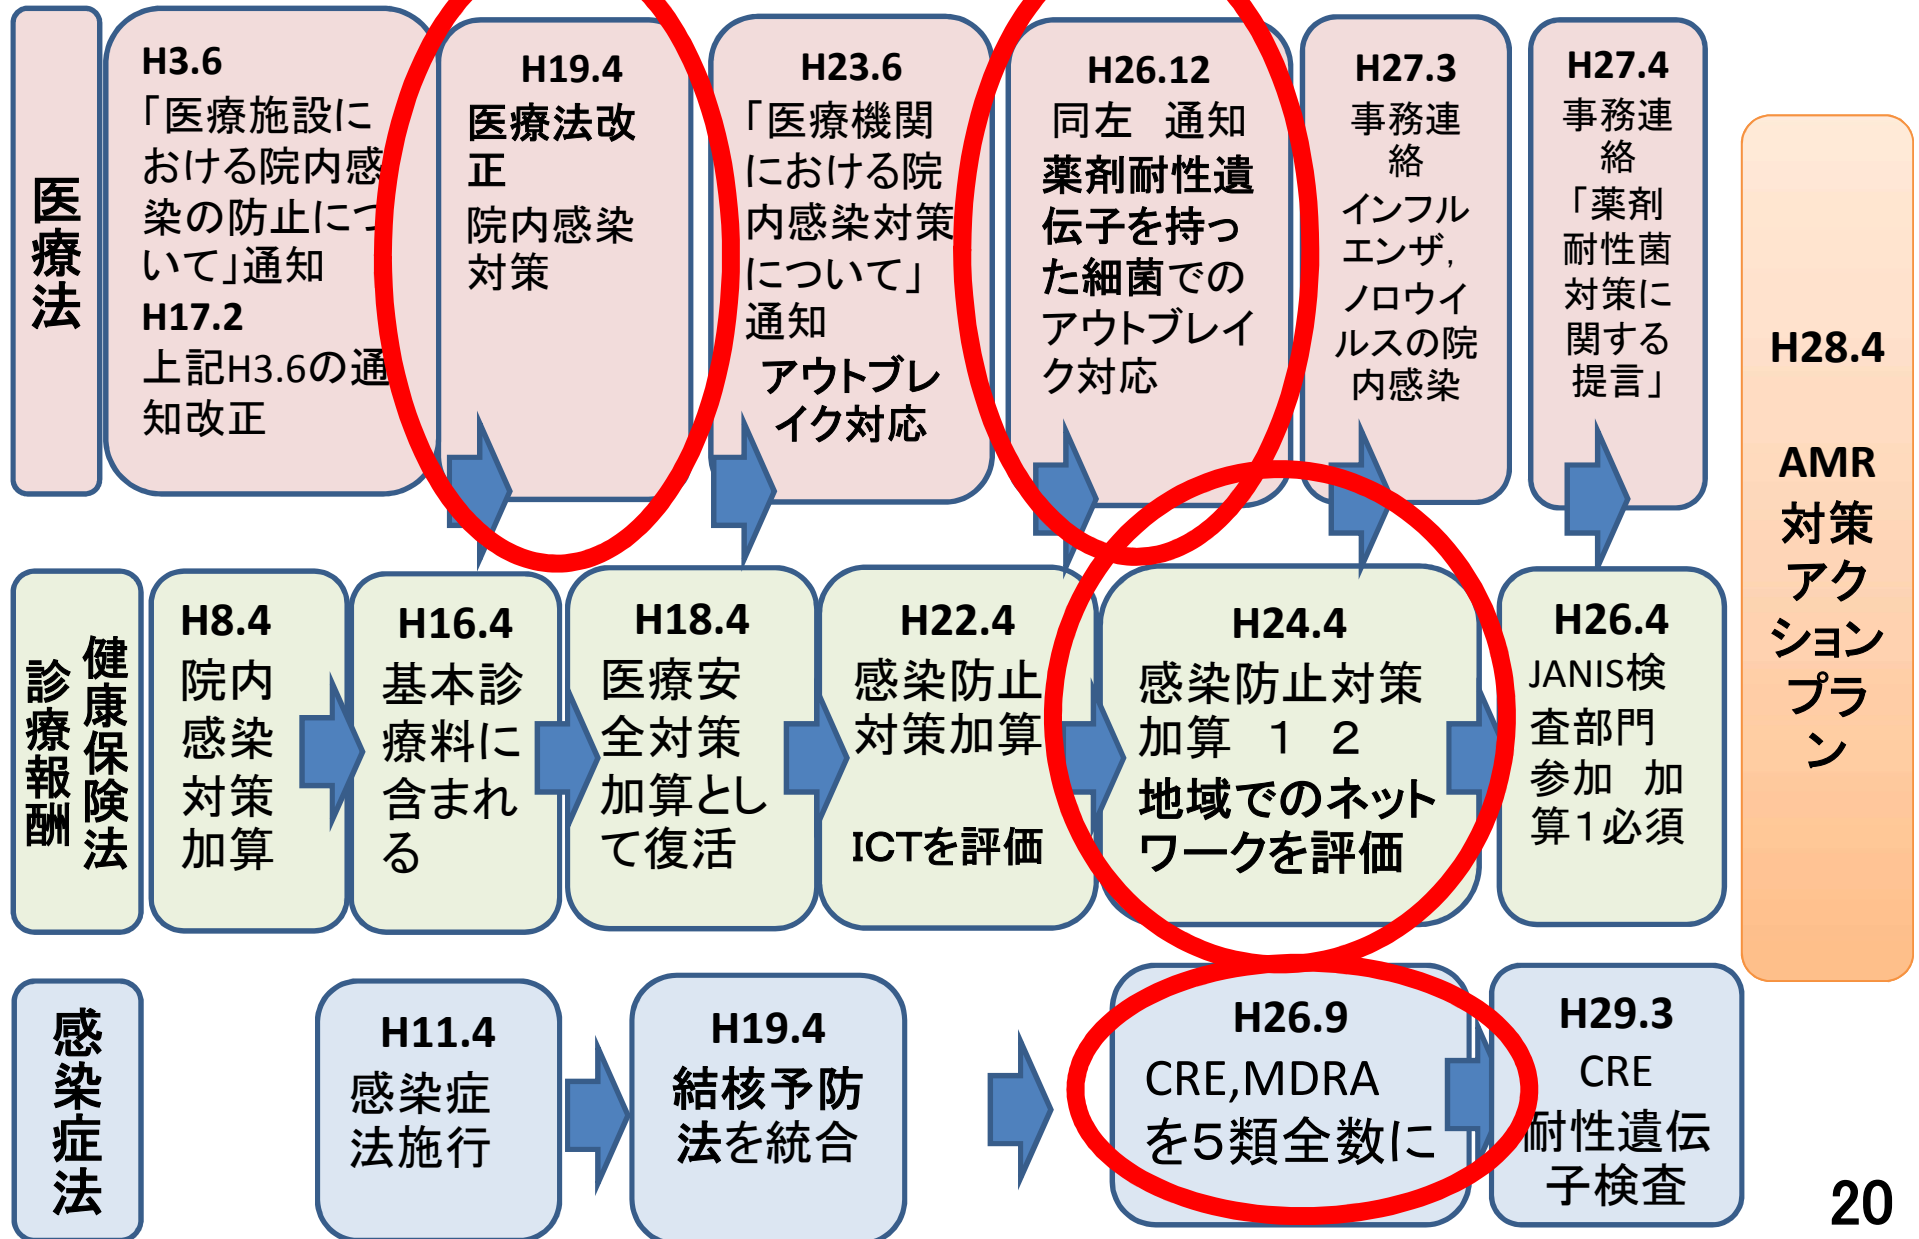 医療法
H3.6
「医療施設に
おける院内感
染の防止につ
いて」通知
H17.2
上記H3.6の通
知改正
H19.4
医療法改
正
院内感染
対策
H23.6
「医療機関
における院
内感染対策
について」
通知
アウトブレ
イク対応
H26.12
同左　通知
薬剤耐性遺
伝子を持っ
た細菌での
アウトブレイ
ク対応
H27.3
事務連
絡
インフル
エンザ,
ノロウイ
ルスの院
内感染
H27.4
事務連
絡
「薬剤
耐性菌
対策に
関する
提言」
健康保険法
診療報酬
H8.4
院内
感染
対策
加算
H16.4
基本診
療料に
含まれ
る
H18.4
医療安
全対策
加算とし
て復活
H22.4
感染防止
対策加算
ICTを評価
H24.4
感染防止対策
加算　１　２
地域でのネット
ワークを評価
H26.4
JANIS検
査部門
参加　加
算１必須
感染症法
H11.4
感染症
法施行
H19.4
結核予防
法を統合
H26.9
CRE,MDRA
を５類全数に
H29.3
CRE
耐性遺伝
子検査
H28.4
AMR
対策
アク
ション
プラ
ン
20